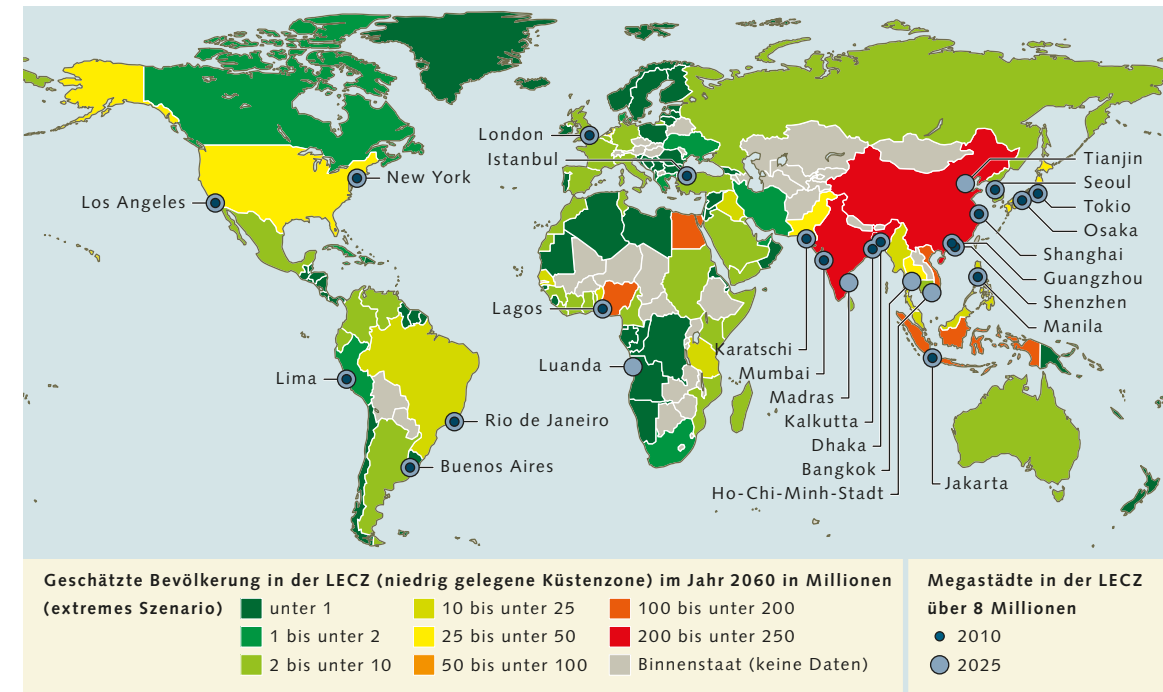 London
Istanbul
New York
Los Angeles
Tianjin
Seoul
Tokio
Osaka
Shanghai
Guangzhou
Shenzhen
Manila
Lagos
Luanda
Lima
Rio de Janeiro
Buenos Aires
Karatschi
Mumbai
Madras
Kalkutta
Dhaka
Bangkok
Ho-Chi-Minh-Stadt
Jakarta
Geschätzte Bevölkerung in der LECZ (niedrig gelegene Küstenzone) im Jahr 2060 in Millionen
(extremes Szenario)
unter 1
1 bis unter 2
2 bis unter 10
10 bis unter 25
25 bis unter 50
50 bis unter 100
100 bis unter 200
200 bis unter 250
Binnenstaat (keine Daten)
Megastädte in der LECZ
über 8 Millionen
2010
2025